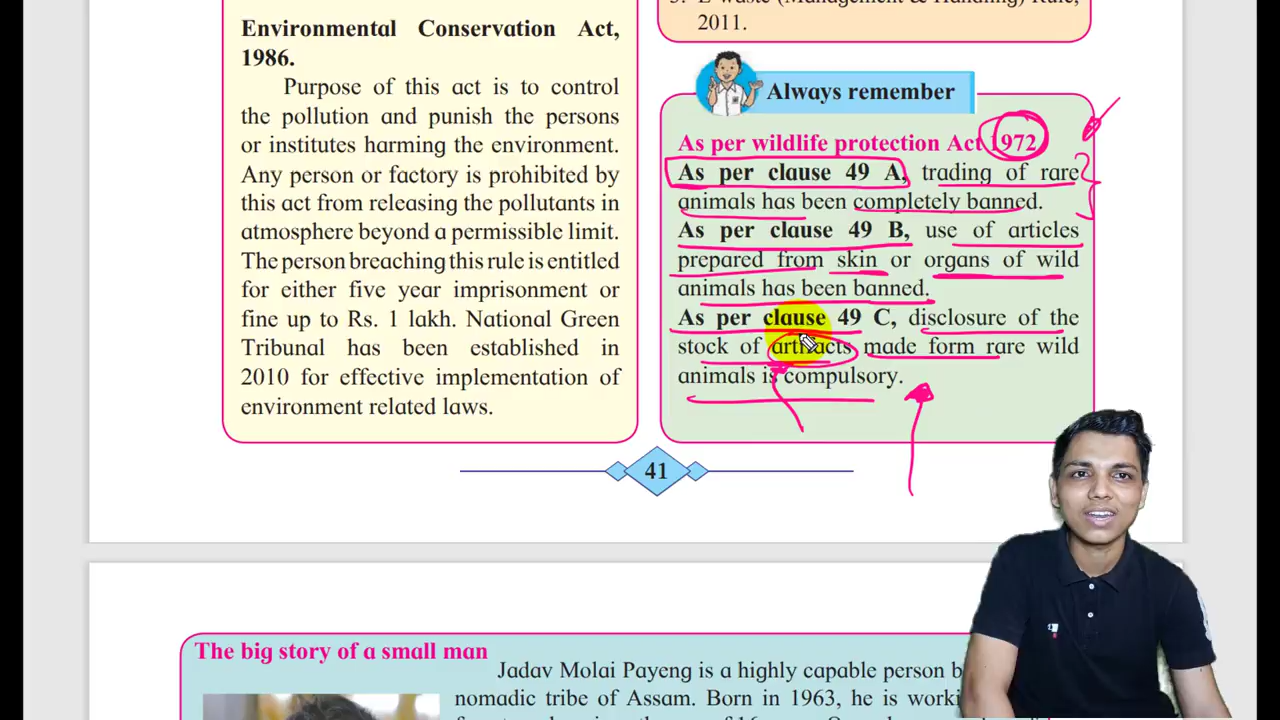 Environmental Conservation Act,
1986.
Purpose of this act is to control
the pollution and punish the persons
or institutes harming the environment.
Any person or factory is prohibited by
this act from releasing the pollutants in
atmosphere beyond a permissible limit.
The person breaching this rule is entitled
for either five year imprisonment or
fine up to Rs. 1 lakh. National Green
Tribunal has been established in
2010 for effective implementation of
environment related laws.
2011.
Always remember
As per wildlife protection Act 1972
As per clause 49 A, trading of rare
animals has been completely banned.
As per clause 49 B, use of articles
prepared from skin or organs of wild
animals has been banned.
As per clause 49 C, disclosure of the
stock of artifacts made form rare wild
animals is compulsory.
41
The big story of a small man
Jadav Molai Payeng is a highly capable person
nomadic tribe of Assam. Born in 1963, he is